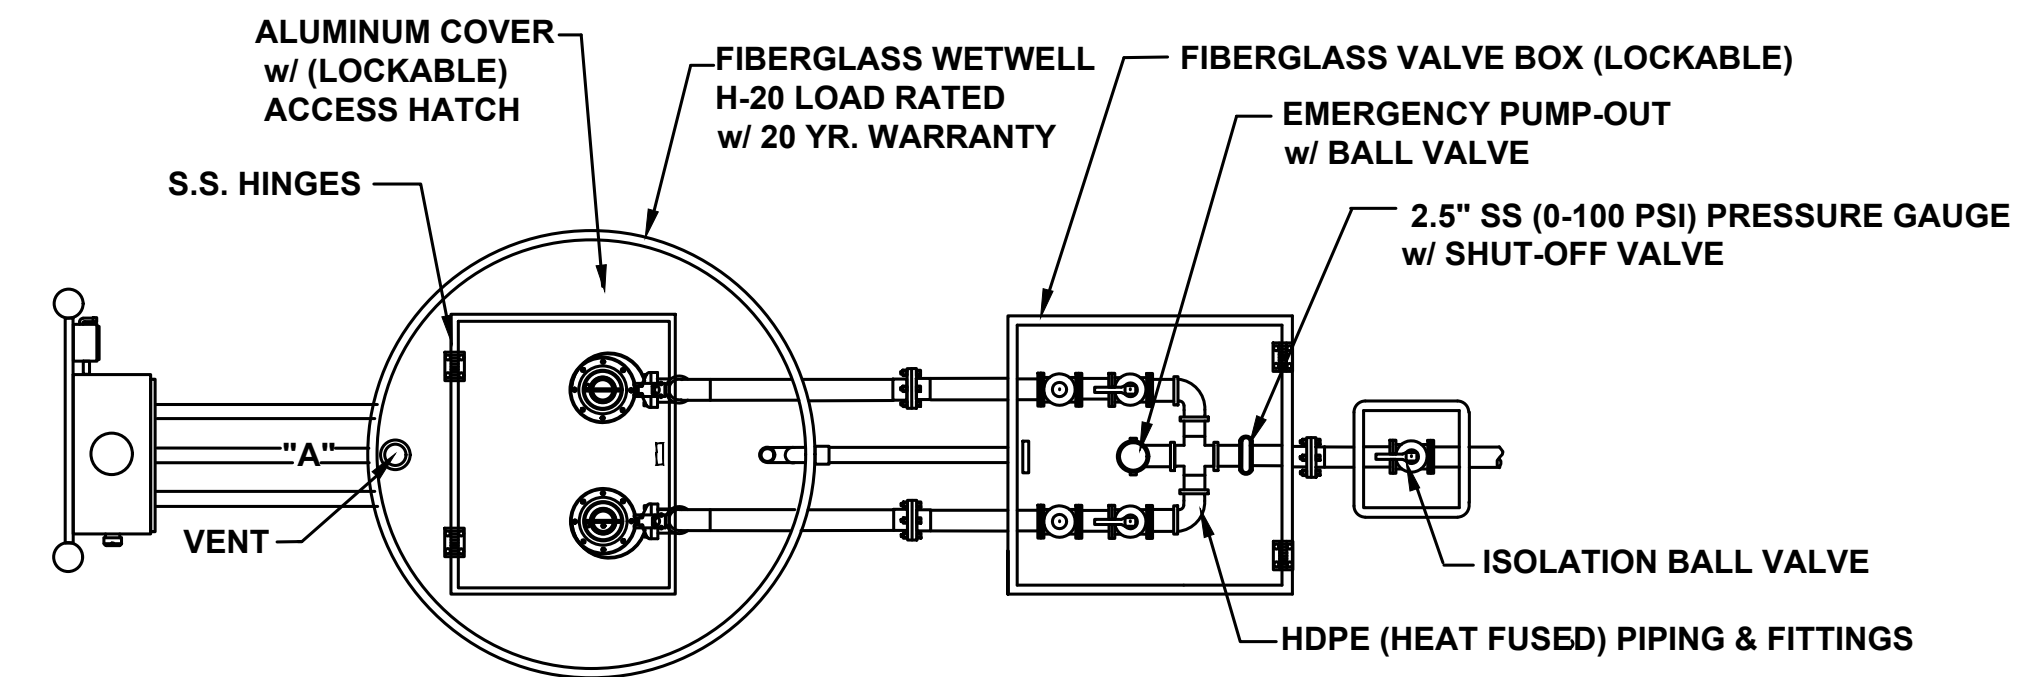 ALUMINUM COVER
w/ (LOCKABLE)
ACCESS HATCH
FIBERGLASS WETWELL
H-20 LOAD RATED
w/ 20 YR. WARRANTY
FIBERGLASS VALVE BOX (LOCKABLE)
EMERGENCY PUMP-OUT
w/ BALL VALVE
S.S. HINGES
2.5" SS (0-100 PSI) PRESSURE GAUGE
w/ SHUT-OFF VALVE
"A"
VENT
ISOLATION BALL VALVE
HDPE (HEAT FUSED) PIPING & FITTINGS